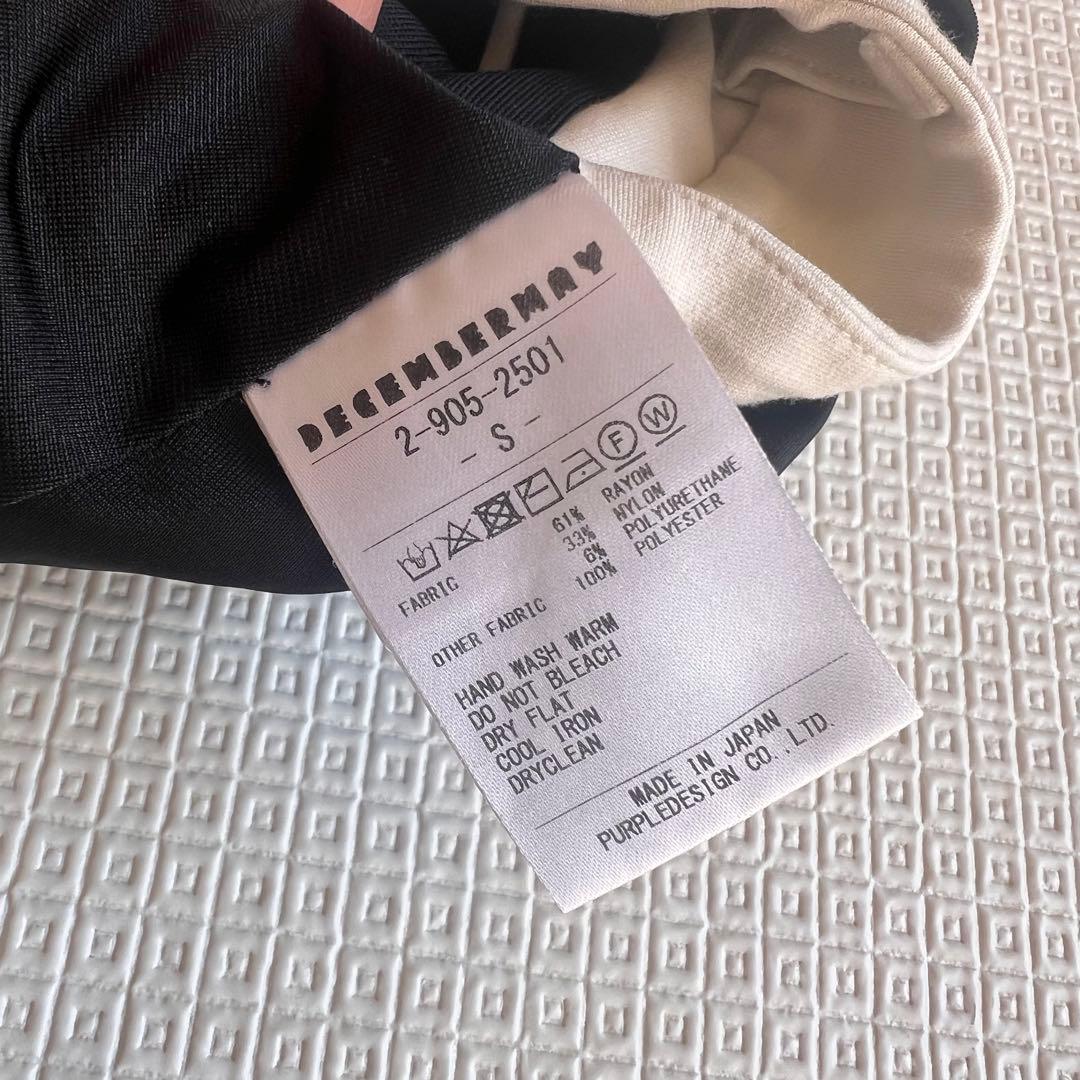 DECEMBERMAY
2-905-2501
- S -
F W
FABRIC 61% RAYON
33% NYLON
6% POLYURETHANE
OTHER FABRIC 100% POLYESTER
HAND WASH WARM
DO NOT BLEACH
DRY FLAT
COOL IRON
DRYCLEAN
MADE IN JAPAN
PURPLEDESIGN CO.,LTD.